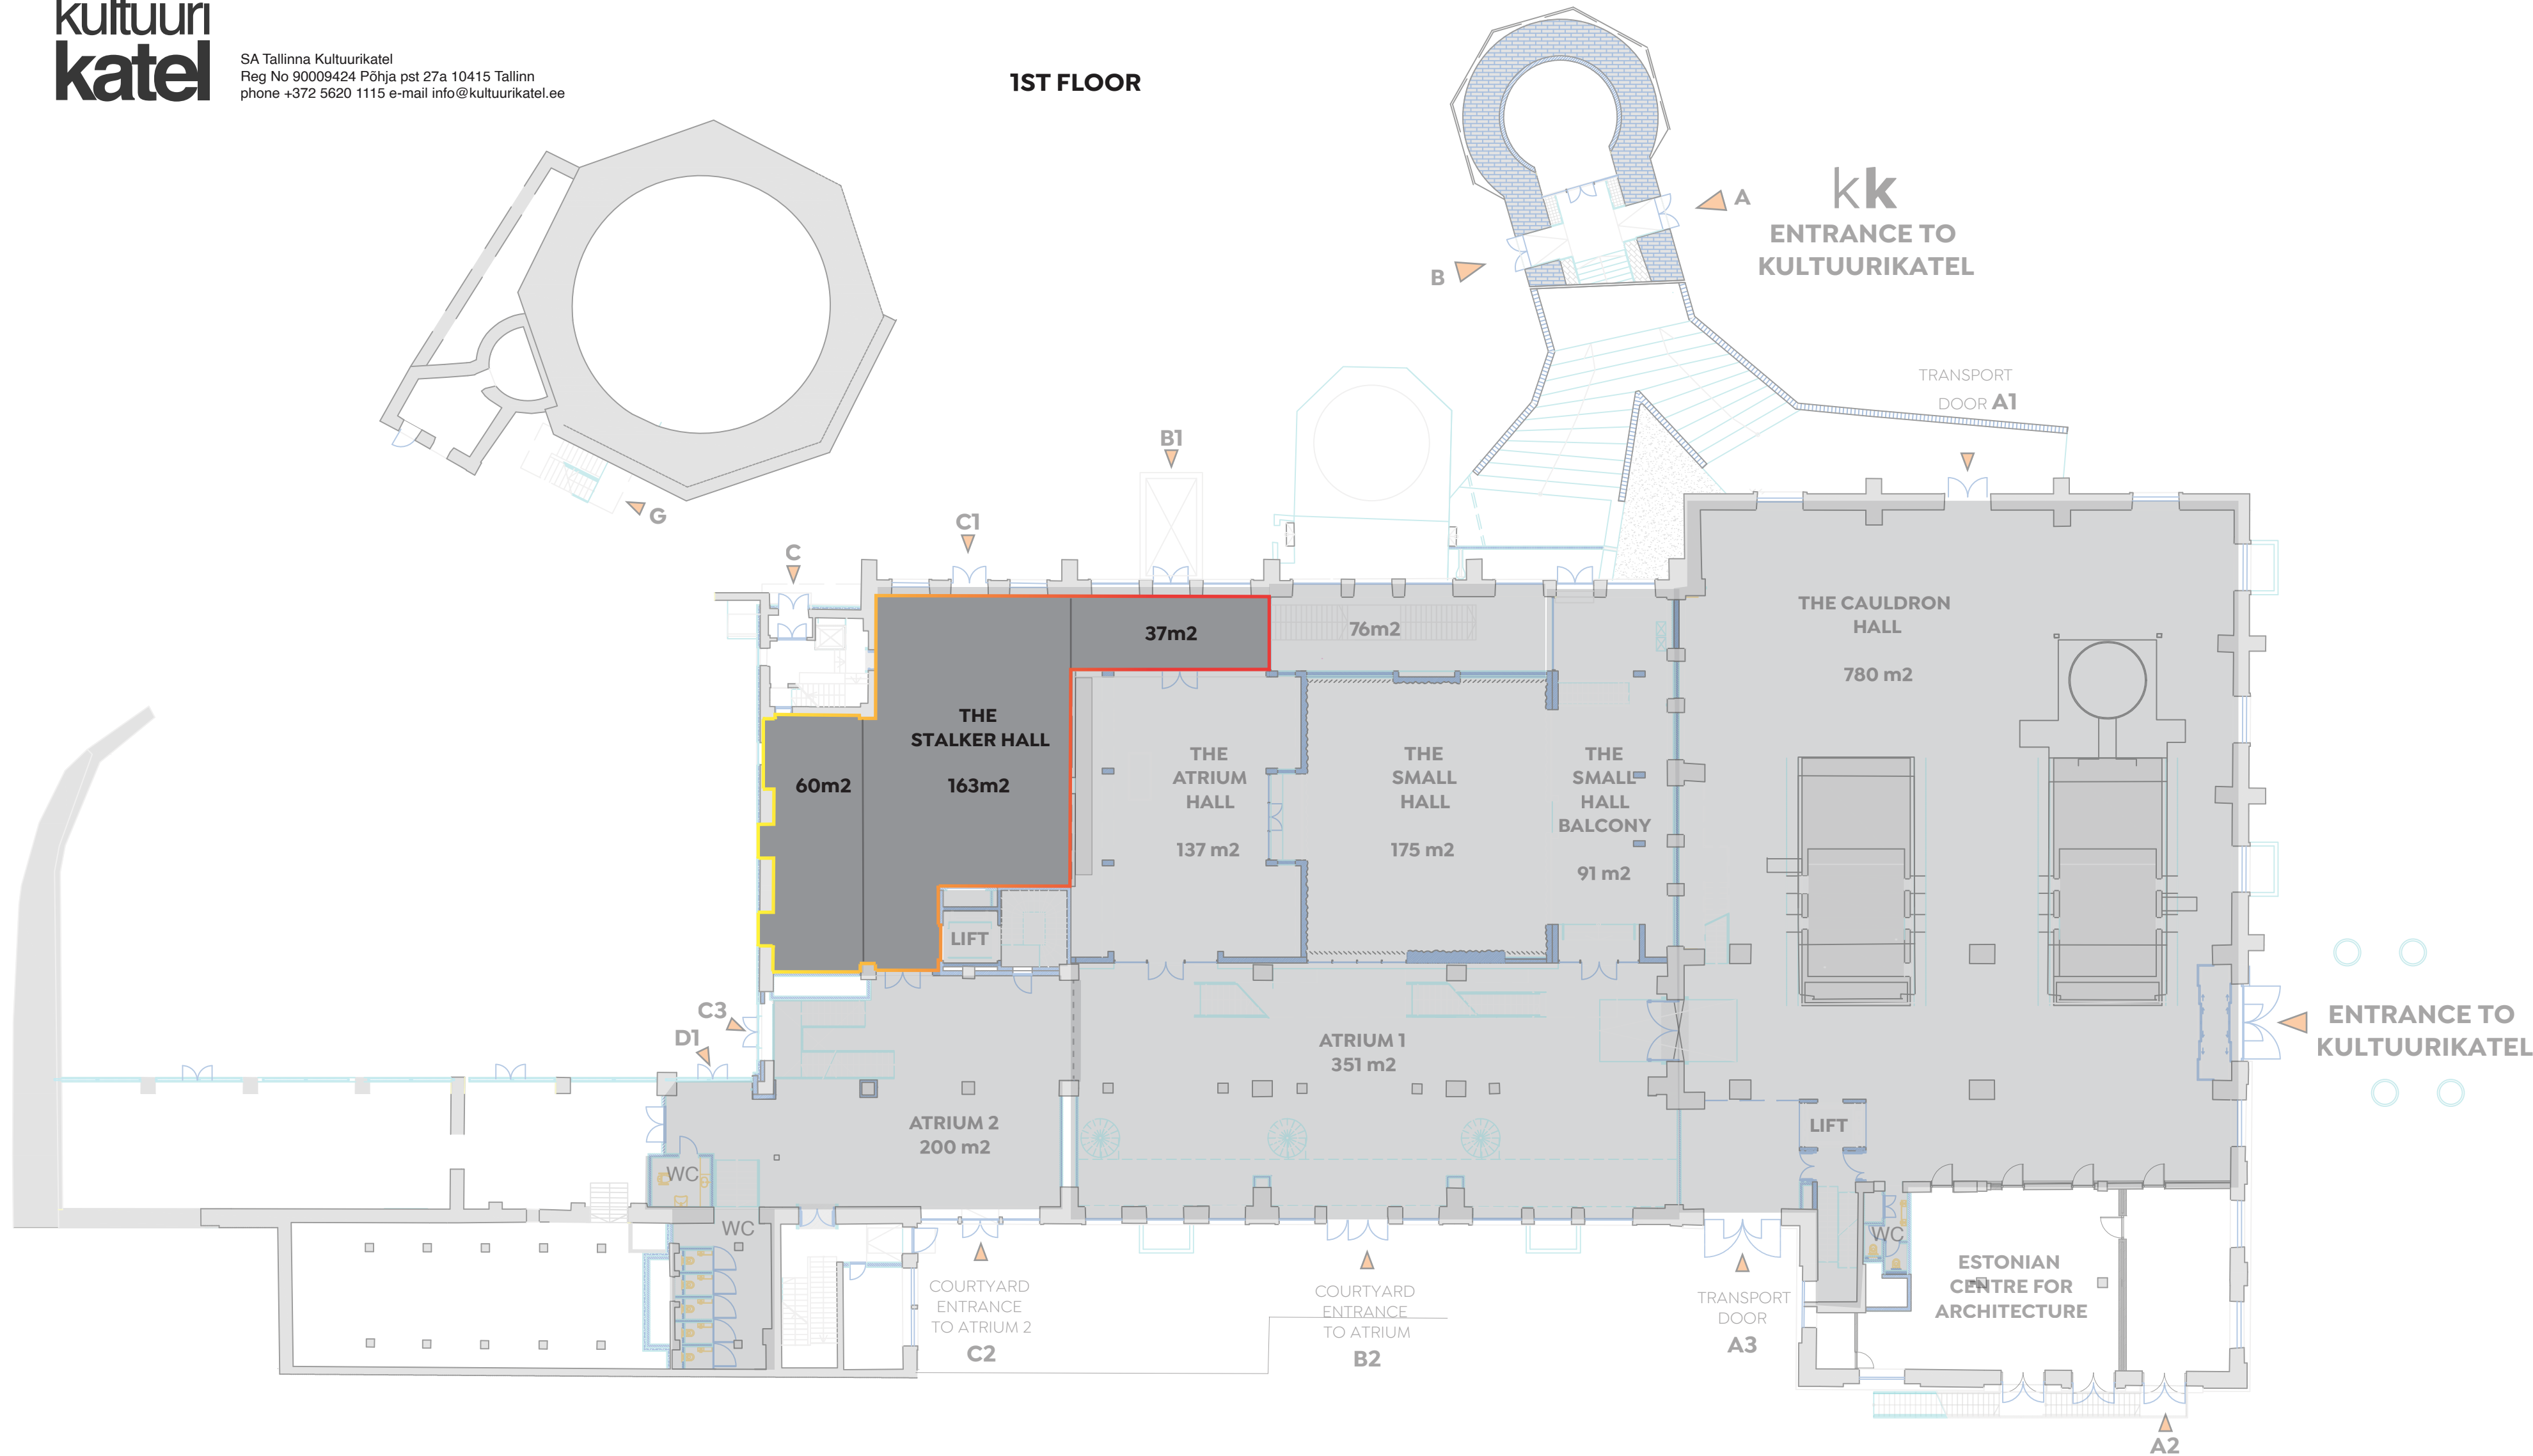 kultuuri
katel
SA Tallinna Kultuurikatel
Reg No 90009424 Põhja pst 27a 10415 Tallinn
phone +372 5620 1115 e-mail info@kultuurikatel.ee
1ST FLOOR
A
kk
ENTRANCE TO
KULTUURIKATEL
B
TRANSPORT
DOOR A1
B1
G
C1
C
37m2
76m2
THE CAULDRON
HALL
780 m2
THE
STALKER HALL
60m2
163m2
THE
ATRIUM
HALL
137 m2
THE
SMALL
HALL
175 m2
THE
SMALL
HALL
BALCONY
91 m2
LIFT
C3
D1
ATRIUM 1
351 m2
ENTRANCE TO
KULTUURIKATEL
ATRIUM 2
200 m2
LIFT
WC
WC
WC
COURTYARD
ENTRANCE
TO ATRIUM 2
C2
COURTYARD
ENTRANCE
TO ATRIUM
B2
TRANSPORT
DOOR
A3
ESTONIAN
CENTRE FOR
ARCHITECTURE
A2